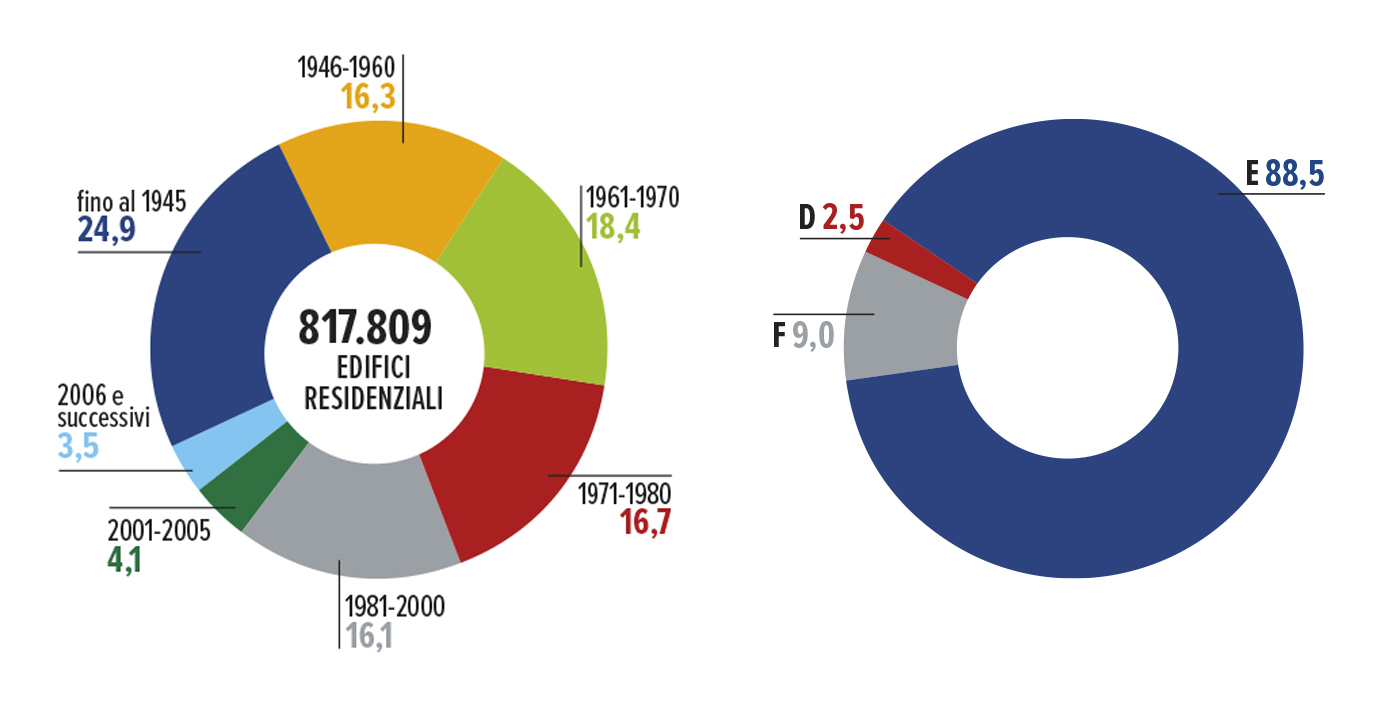 1946-1960
16,3
fino al 1945
24,9
1961-1970
18,4
817.809
EDIFICI
RESIDENZIALI
2006 e
successivi
3,5
1971-1980
16,7
2001-2005
4,1
1981-2000
16,1
E 88,5
D 2,5
F 9,0